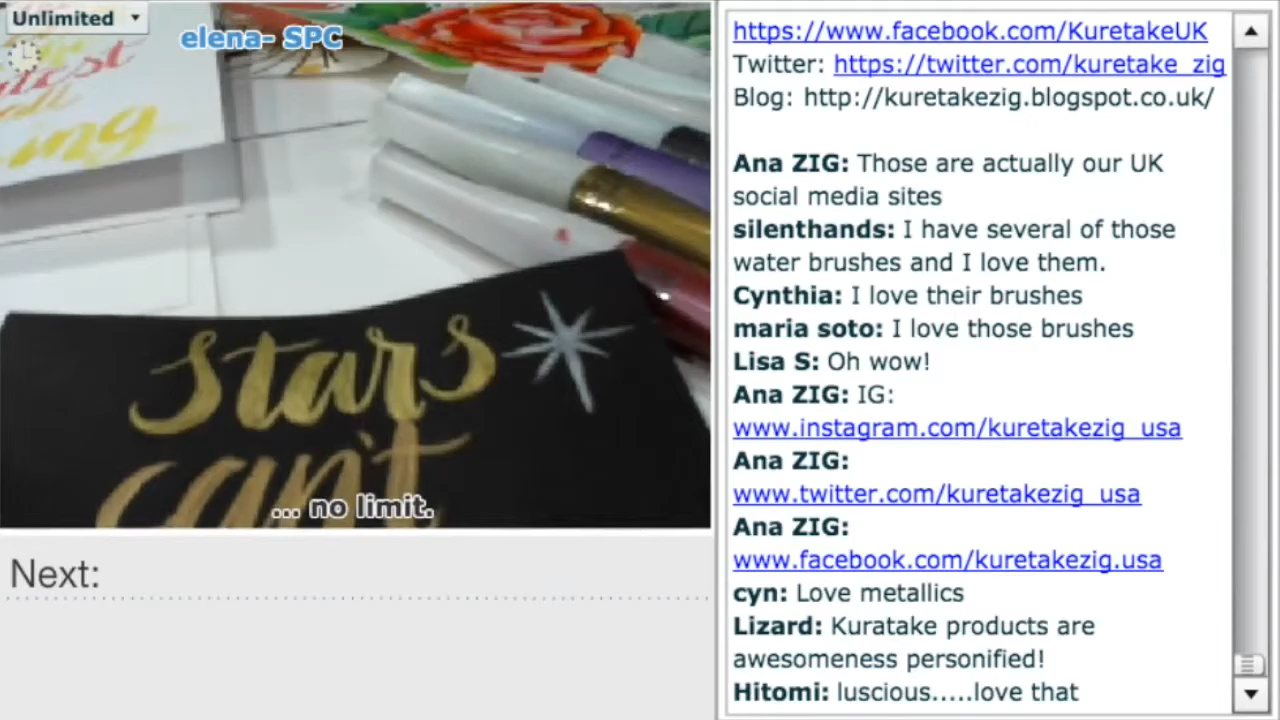 Unlimited
elena- SPC
stars
can't
... no limit.
Next:
https://www.facebook.com/KuretakeUK
Twitter: https://twitter.com/kuretake_zig
Blog: http://kuretakezig.blogspot.co.uk/
Ana ZIG: Those are actually our UK
social media sites
silenthands: I have several of those
water brushes and I love them.
Cynthia: I love their brushes
maria soto: I love those brushes
Lisa S: Oh wow!
Ana ZIG: IG:
www.instagram.com/kuretakezig_usa
Ana ZIG:
www.twitter.com/kuretakezig_usa
Ana ZIG:
www.facebook.com/kuretakezig.usa
cyn: Love metallics
Lizard: Kuratake products are
awesomeness personified!
Hitomi: luscious.....love that